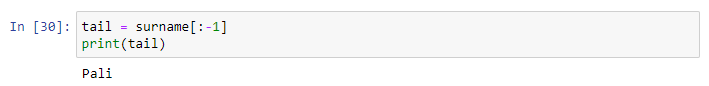 In [30]: tail = surname[:-1]
print(tail)
Pali